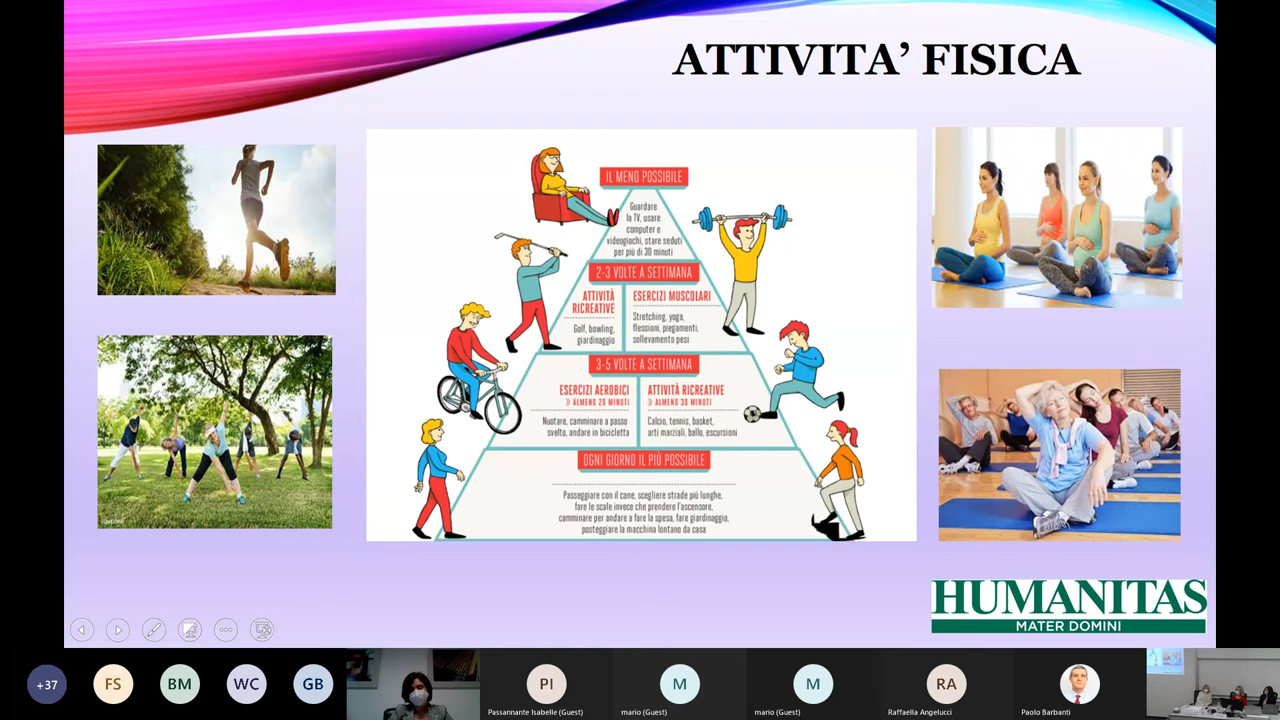 ATTIVITA’ FISICA
IL MENO POSSIBILE
Guardare
la TV, usare
computer e
videogiochi, stare seduti
per più di 30 minuti
2-3 VOLTE A SETTIMANA
ATTIVITÀ
RICREATIVE
Golf, bowling,
giardinaggio
ESERCIZI MUSCOLARI
Stretching, yoga,
flessioni, piegamenti,
sollevamento pesi
3-5 VOLTE A SETTIMANA
ESERCIZI AEROBICI
» ALMENO 20 MINUTI
Nuotare, camminare a passo
svelto, andare in bicicletta
ATTIVITÀ RICREATIVE
» ALMENO 30 MINUTI
Calcio, tennis, basket,
arti marziali, ballo, escursioni
OGNI GIORNO IL PIÙ POSSIBILE
Passeggiare con il cane, scegliere strade più lunghe,
fare le scale invece che prendere l'ascensore,
camminare per andare a fare la spesa, fare giardinaggio,
posteggiare la macchina lontano da casa
HUMANITAS
MATER DOMINI
+37
FS
BM
WC
GB
PI
M
M
RA
Passannante Isabelle (Guest)
mario (Guest)
mario (Guest)
Raffaella Angelucci
Paolo Barbanti